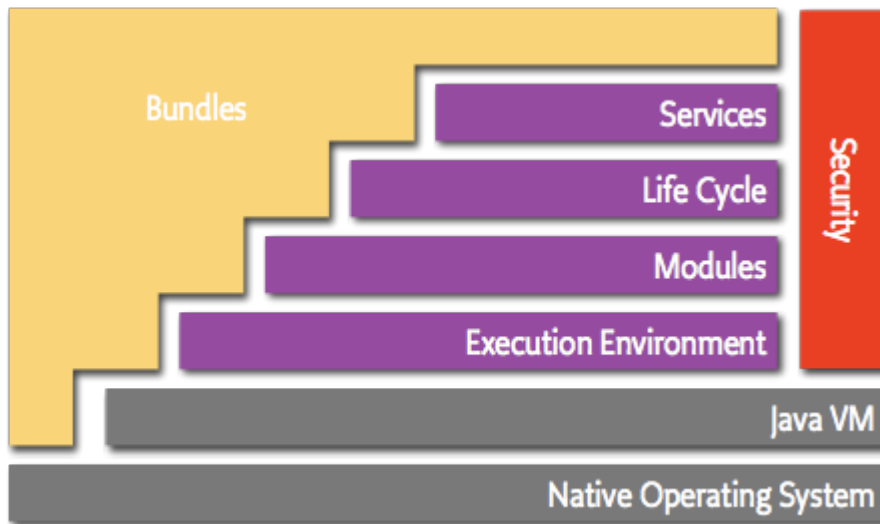 Bundles
Services
Life Cycle
Modules
Execution Environment
Java VM
Native Operating System
Security